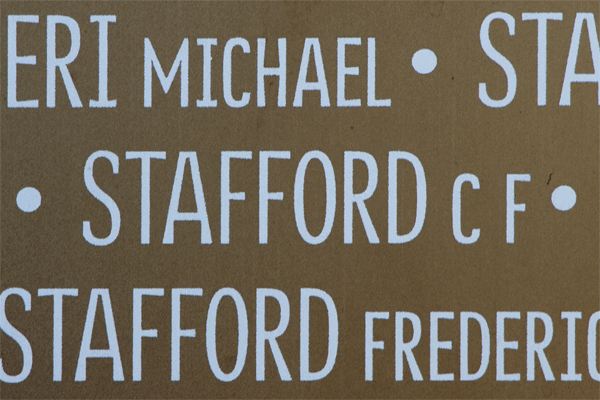 ERI MICHAEL • STA
• STAFFORD C F •
STAFFORD FREDERIC